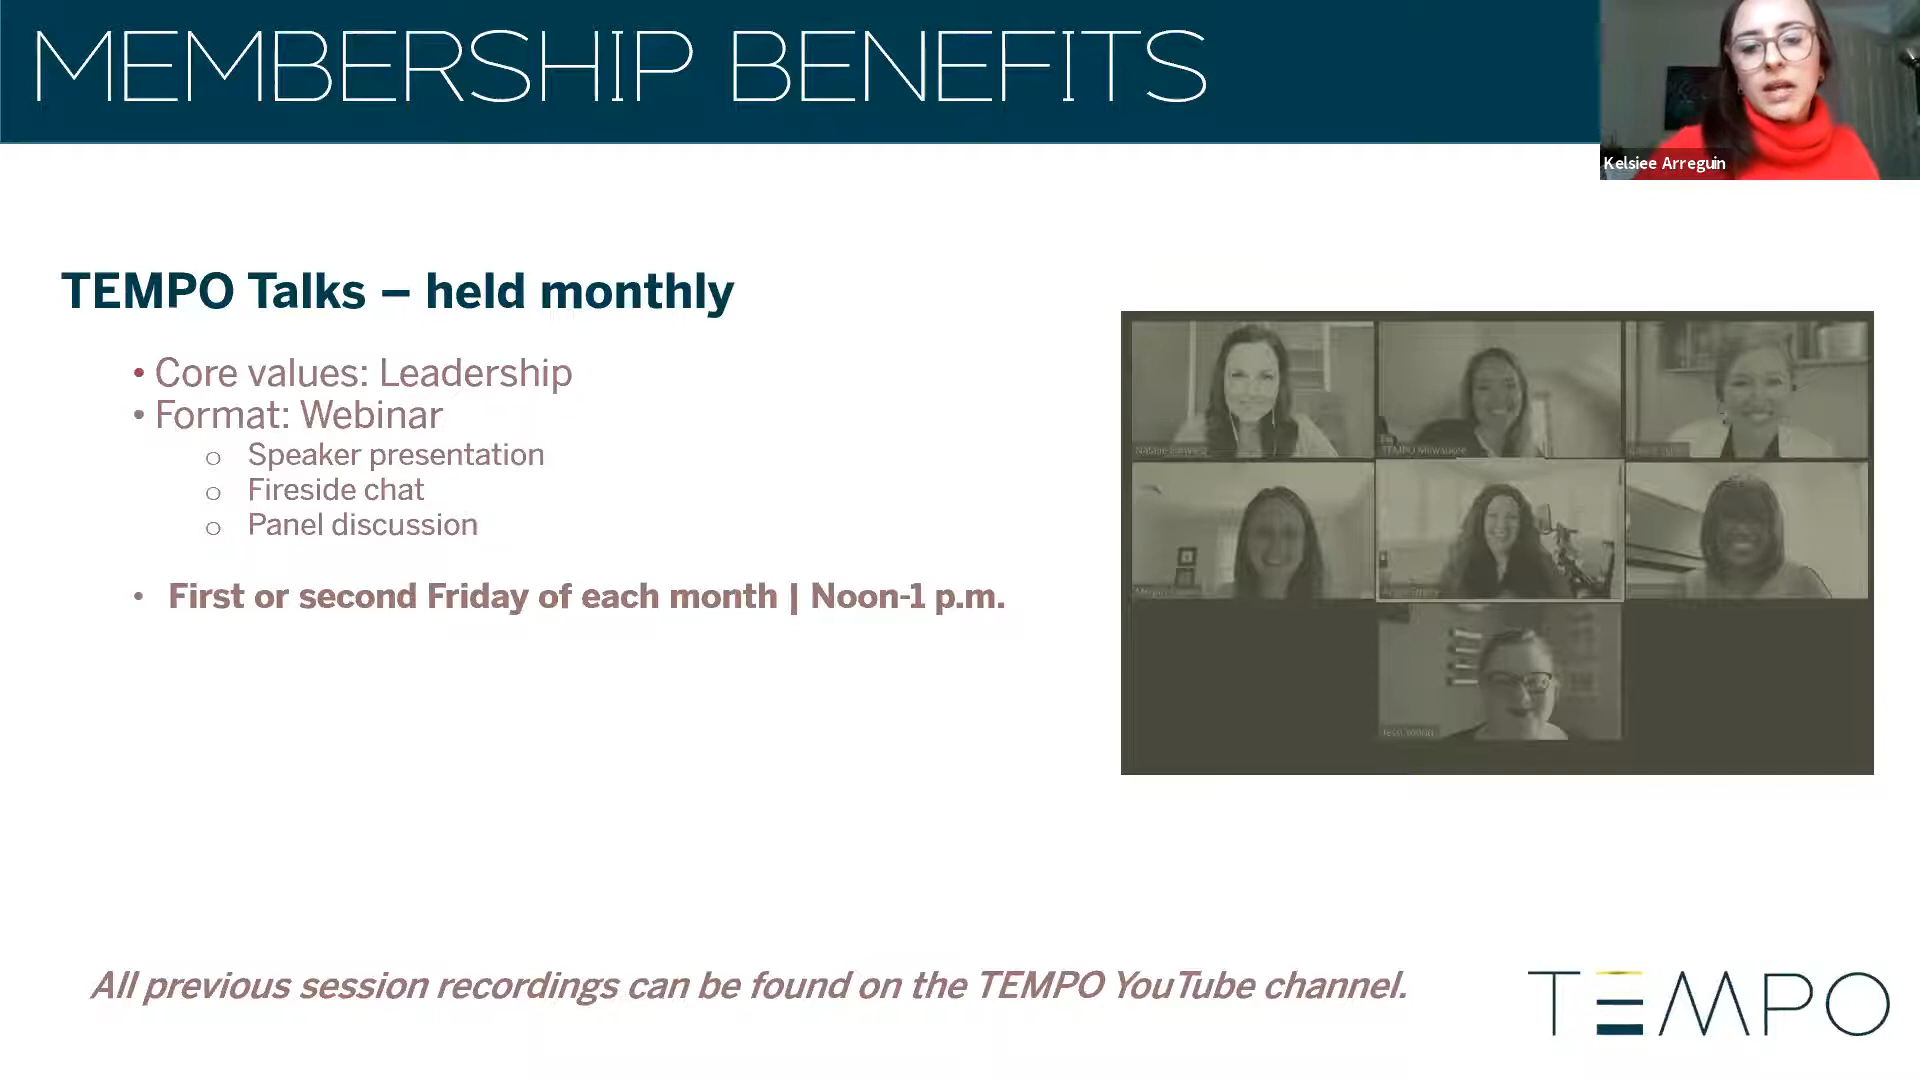 MEMBERSHIP BENEFITS
Kelsiee Arreguin
TEMPO Talks – held monthly
• Core values: Leadership
• Format: Webinar
o Speaker presentation
o Fireside chat
o Panel discussion
• First or second Friday of each month | Noon-1 p.m.
TEMPO Milwaukee
All previous session recordings can be found on the TEMPO YouTube channel.
TEMPO